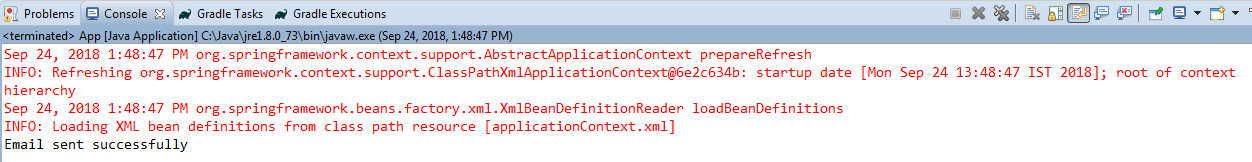 Problems Console Gradle Tasks Gradle Executions
<terminated> App [Java Application] C:\Java\jre1.8.0_73\bin\javaw.exe (Sep 24, 2018, 1:48:47 PM)
Sep 24, 2018 1:48:47 PM org.springframework.context.support.AbstractApplicationContext prepareRefresh
INFO: Refreshing org.springframework.context.support.ClassPathXmlApplicationContext@6e2c634b: startup date [Mon Sep 24 13:48:47 IST 2018]; root of context
hierarchy
Sep 24, 2018 1:48:47 PM org.springframework.beans.factory.xml.XmlBeanDefinitionReader loadBeanDefinitions
INFO: Loading XML bean definitions from class path resource [applicationContext.xml]
Email sent successfully